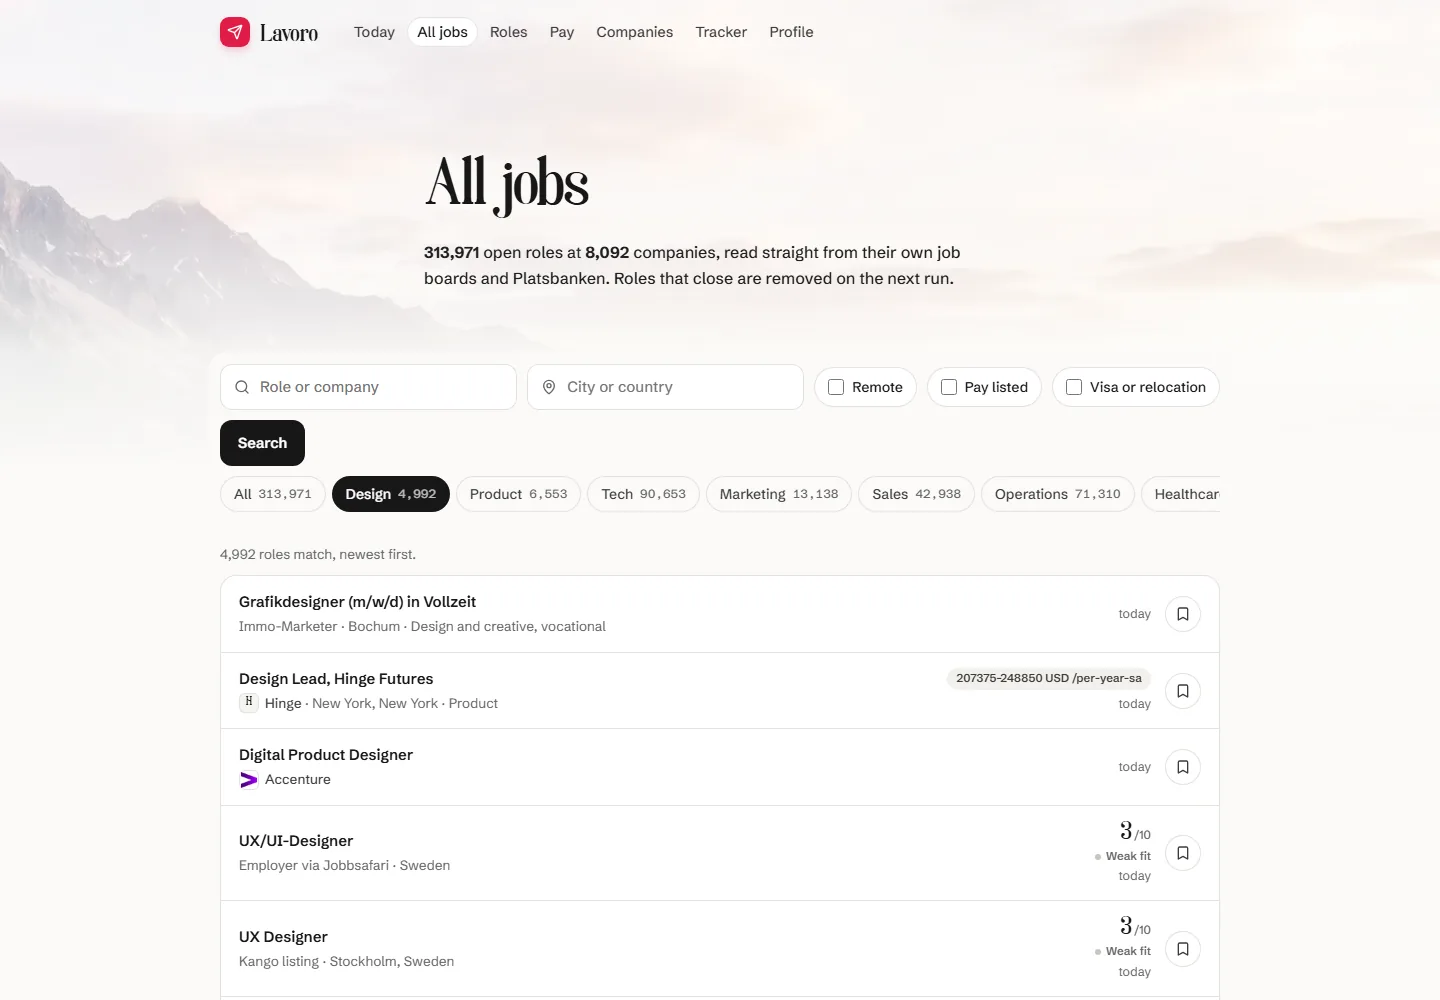 Lavoro
Today
All jobs
Roles
Pay
Companies
Tracker
Profile
All jobs
313,971 open roles at 8,092 companies, read straight from their own job
boards and Platsbanken. Roles that close are removed on the next run.
Role or company
City or country
Remote
Pay listed
Visa or relocation
Search
All 313,971
Design 4,992
Product 6,553
Tech 90,653
Marketing 13,138
Sales 42,938
Operations 71,310
Healthcar
4,992 roles match, newest first.
Grafikdesigner (m/w/d) in Vollzeit
Immo-Marketer · Bochum · Design and creative, vocational
today
Design Lead, Hinge Futures
207375-248850 USD /per-year-sa
H Hinge · New York, New York · Product
today
Digital Product Designer
Accenture
today
UX/UI-Designer
Employer via Jobbsafari · Sweden
3/10
Weak fit
today
UX Designer
Kango listing · Stockholm, Sweden
3/10
Weak fit
today